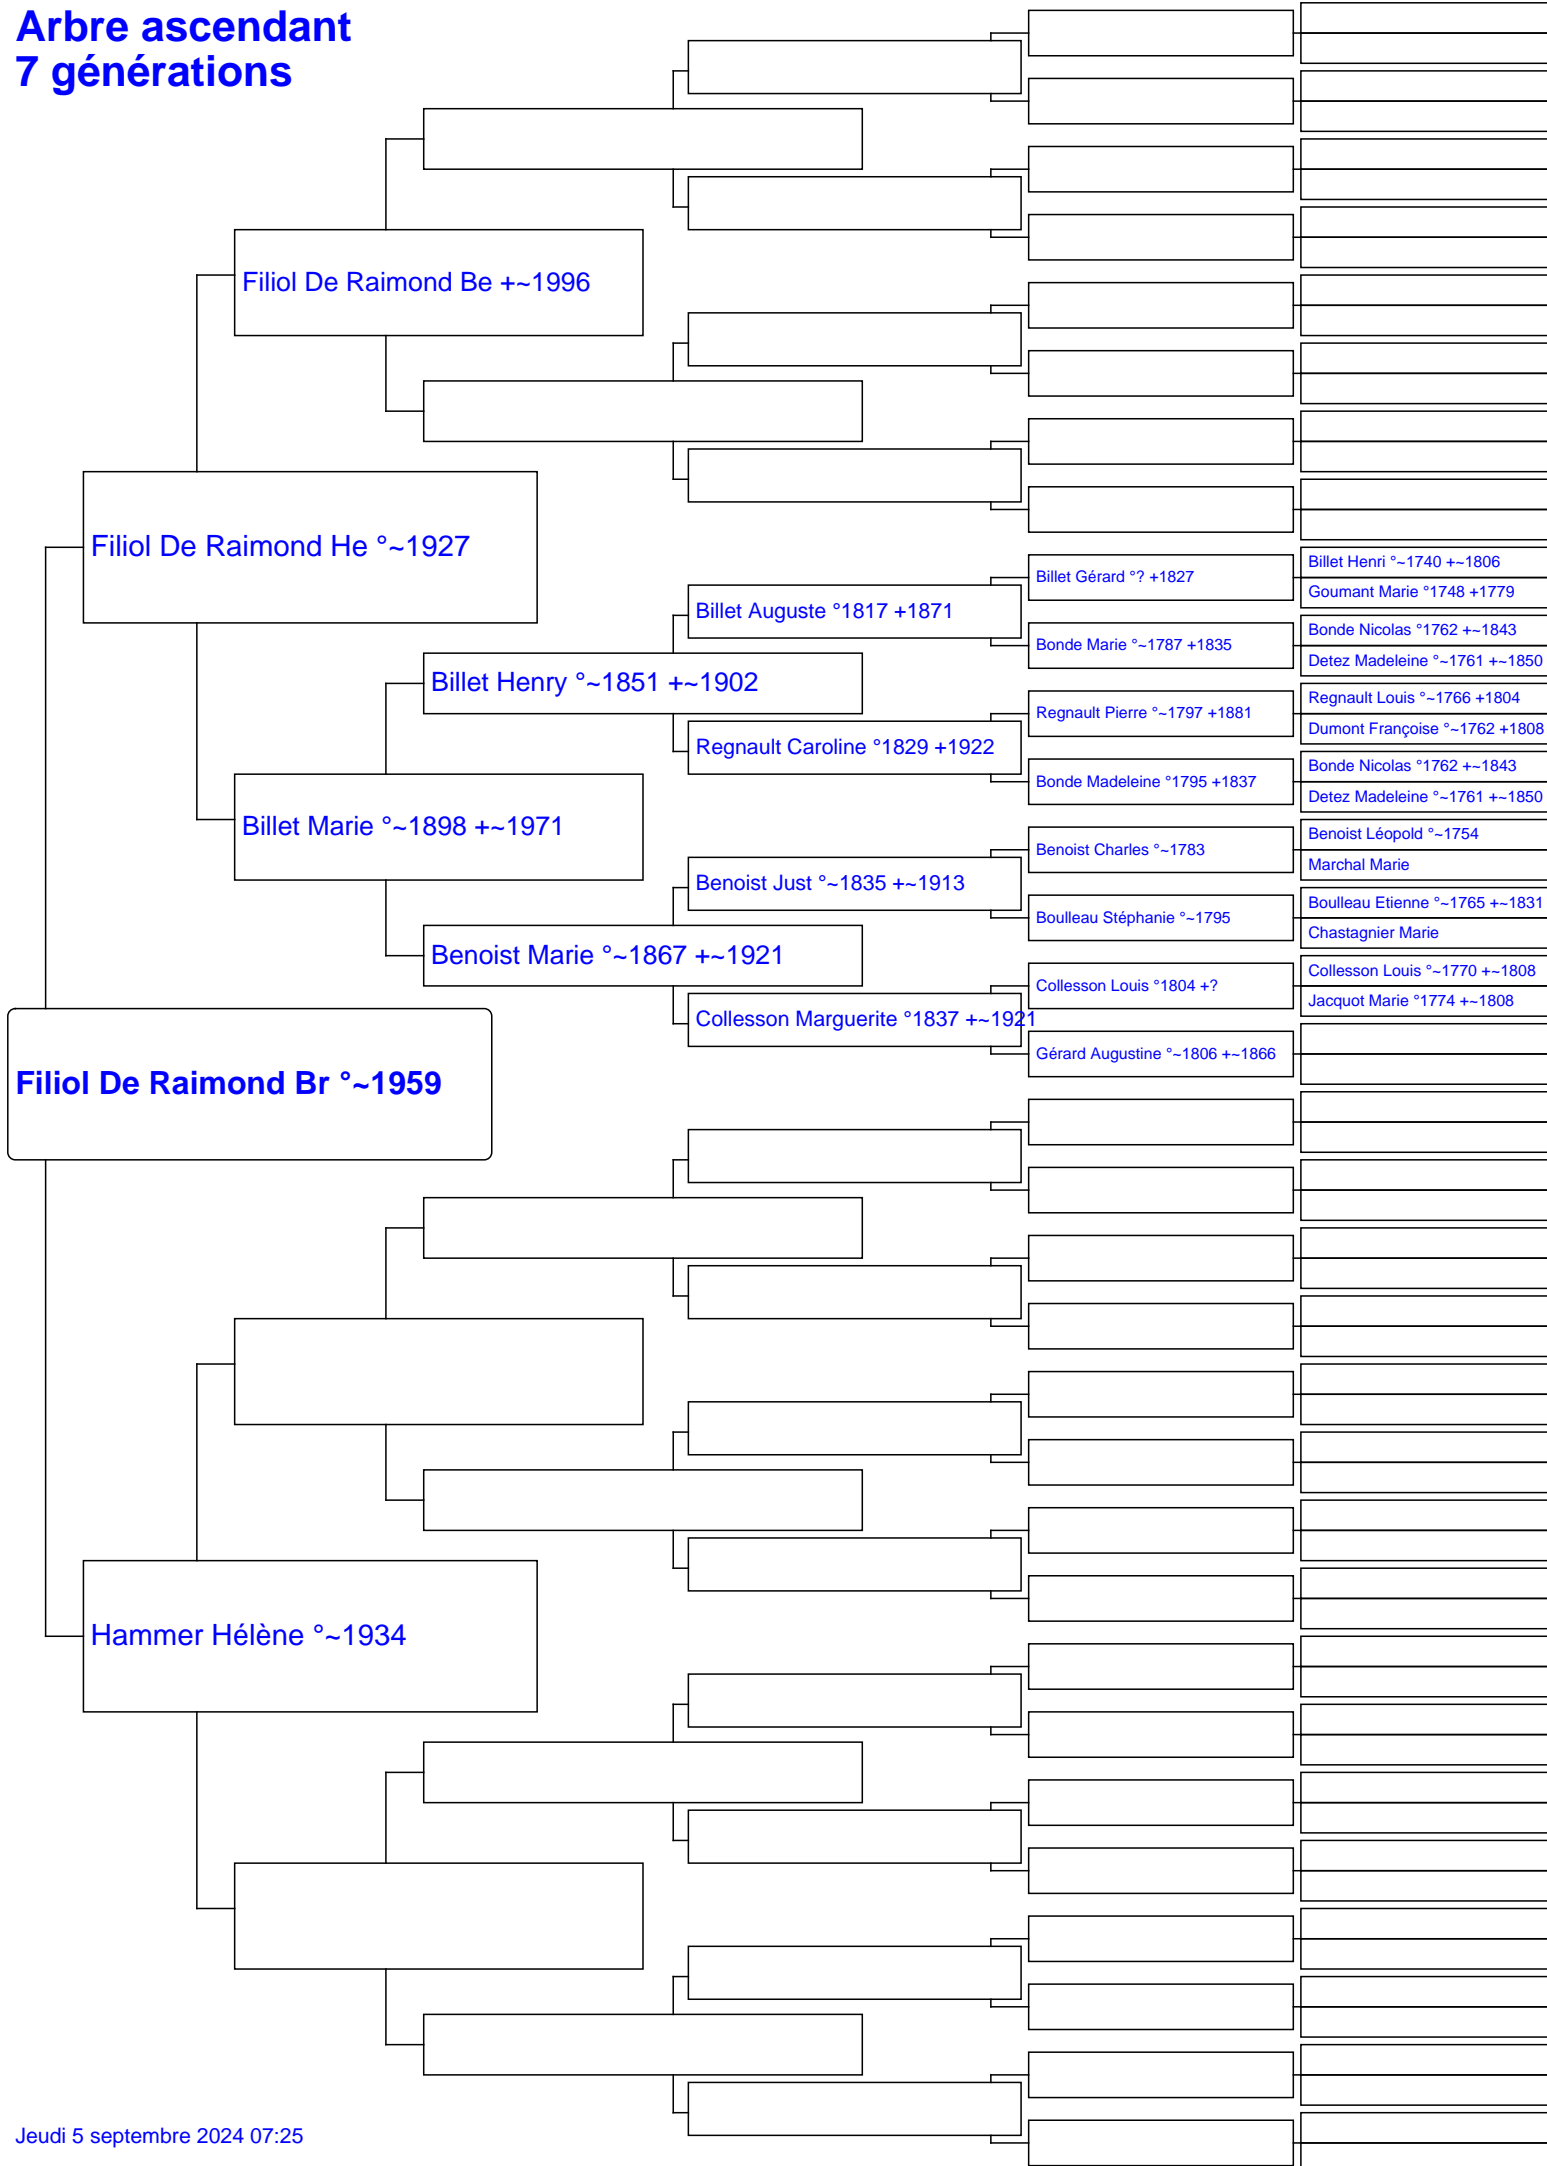 Arbre ascendant
7 générations
Filiol De Raimond Be +~1996
Filiol De Raimond He °~1927
Billet Gérard °? +1827
Billet Henri °~1740 +~1806
Goumant Marie °1748 +1779
Billet Auguste °1817 +1871
Bonde Marie °~1787 +1835
Bonde Nicolas °1762 +~1843
Detez Madeleine °~1761 +~1850
Billet Henry °~1851 +~1902
Regnault Pierre °~1797 +1881
Regnault Louis °~1766 +1804
Dumont Françoise °~1762 +1808
Regnault Caroline °1829 +1922
Bonde Madeleine °1795 +1837
Bonde Nicolas °1762 +~1843
Detez Madeleine °~1761 +~1850
Billet Marie °~1898 +~1971
Benoist Charles °~1783
Benoist Léopold °~1754
Marchal Marie
Benoist Just °~1835 +~1913
Boulleau Stéphanie °~1795
Boulleau Etienne °~1765 +~1831
Chastagnier Marie
Benoist Marie °~1867 +~1921
Collesson Louis °1804 +?
Collesson Louis °~1770 +~1808
Jacquot Marie °1774 +~1808
Collesson Marguerite °1837 +~1921
Gérard Augustine °~1806 +~1866
Filiol De Raimond Br °~1959
Hammer Hélène °~1934
Jeudi 5 septembre 2024 07:25